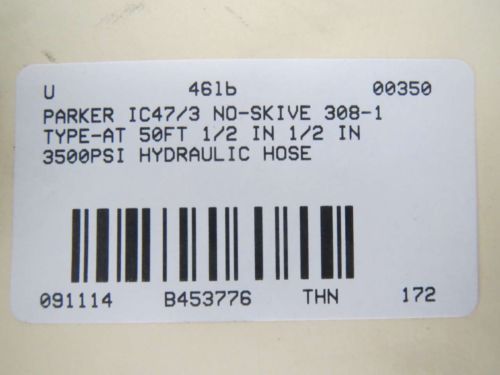 U 46lb 00350
PARKER IC47/3 NO-SKIVE 308-1
TYPE-AT 50FT 1/2 IN 1/2 IN
3500PSI HYDRAULIC HOSE
091114 B453776 THN 172